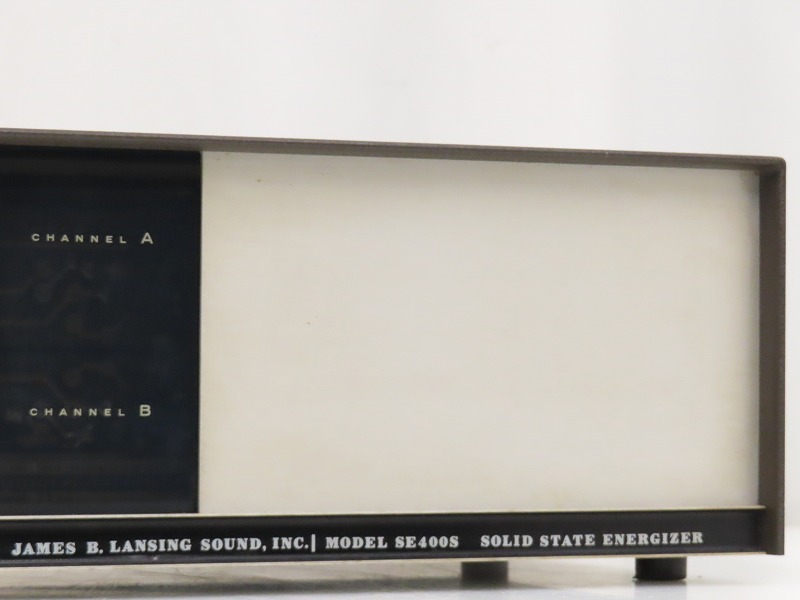 CHANNEL A
CHANNEL B
JAMES B. LANSING SOUND, INC.| MODEL SE400S SOLID STATE ENERGIZER